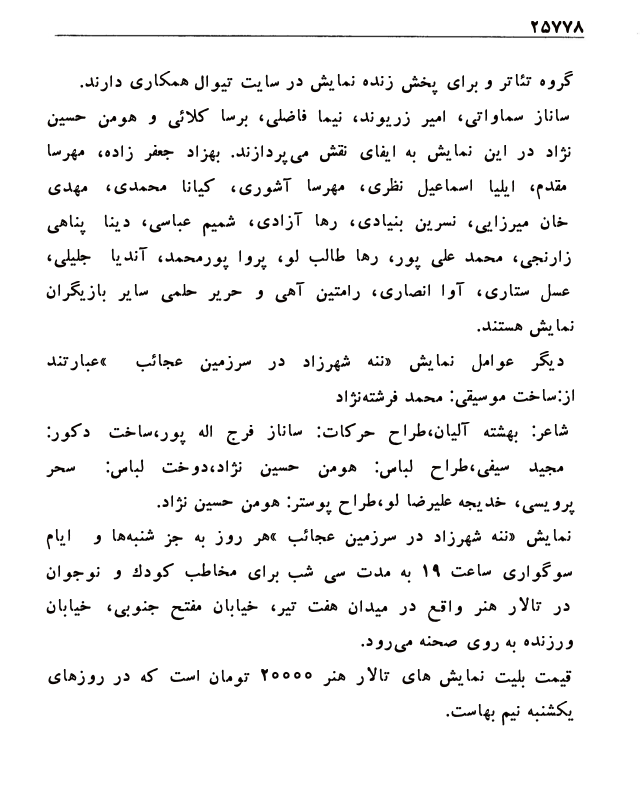 ۲۵۷۷۸
گروه تئاتر و برای پخش زنده نمایش در سایت تیوال همکاری دارند.
ساناز سماواتی، امیر زریوند، نیما فاضلی، برسا کلائی و هومن حسین
نژاد در این نمایش به ایفای نقش می‌پردازند. بهزاد جعفر زاده، مهرسا
مقدم، ایلیا اسماعیل نظری، مهرسا آشوری، کیانا محمدی، مهدی
خان میرزایی، نسرین بنیادی، رها آزادی، شمیم عباسی، دینا پناهی
زارنجی، محمد علی پور، رها طالب لو، پروا پورمحمد، آندیا جلیلی،
عسل ستاری، آوا انصاری، رامتین آهی و حریر حلمی سایر بازیگران
نمایش هستند.
دیگر عوامل نمایش «ننه شهرزاد در سرزمین عجائب »عبارتند
از:ساخت موسیقی: محمد فرشته‌نژاد
شاعر: بهشته آلیان،طراح حرکات: ساناز فرج اله پور،ساخت دکور:
مجید سیفی،طراح لباس: هومن حسین نژاد،دوخت لباس: سحر
پرویسی، خدیجه علیرضا لو،طراح پوستر: هومن حسین نژاد.
نمایش «ننه شهرزاد در سرزمین عجائب »هر روز به جز شنبه‌ها و ایام
سوگواری ساعت ۱۹ به مدت سی شب برای مخاطب کودك و نوجوان
در تالار هنر واقع در میدان هفت تیر، خیابان مفتح جنوبی، خیابان
ورزنده به روی صحنه می‌رود.
قیمت بلیت نمایش های تالار هنر ۲۰۰۰۰ تومان است که در روزهای
یکشنبه نیم بهاست.